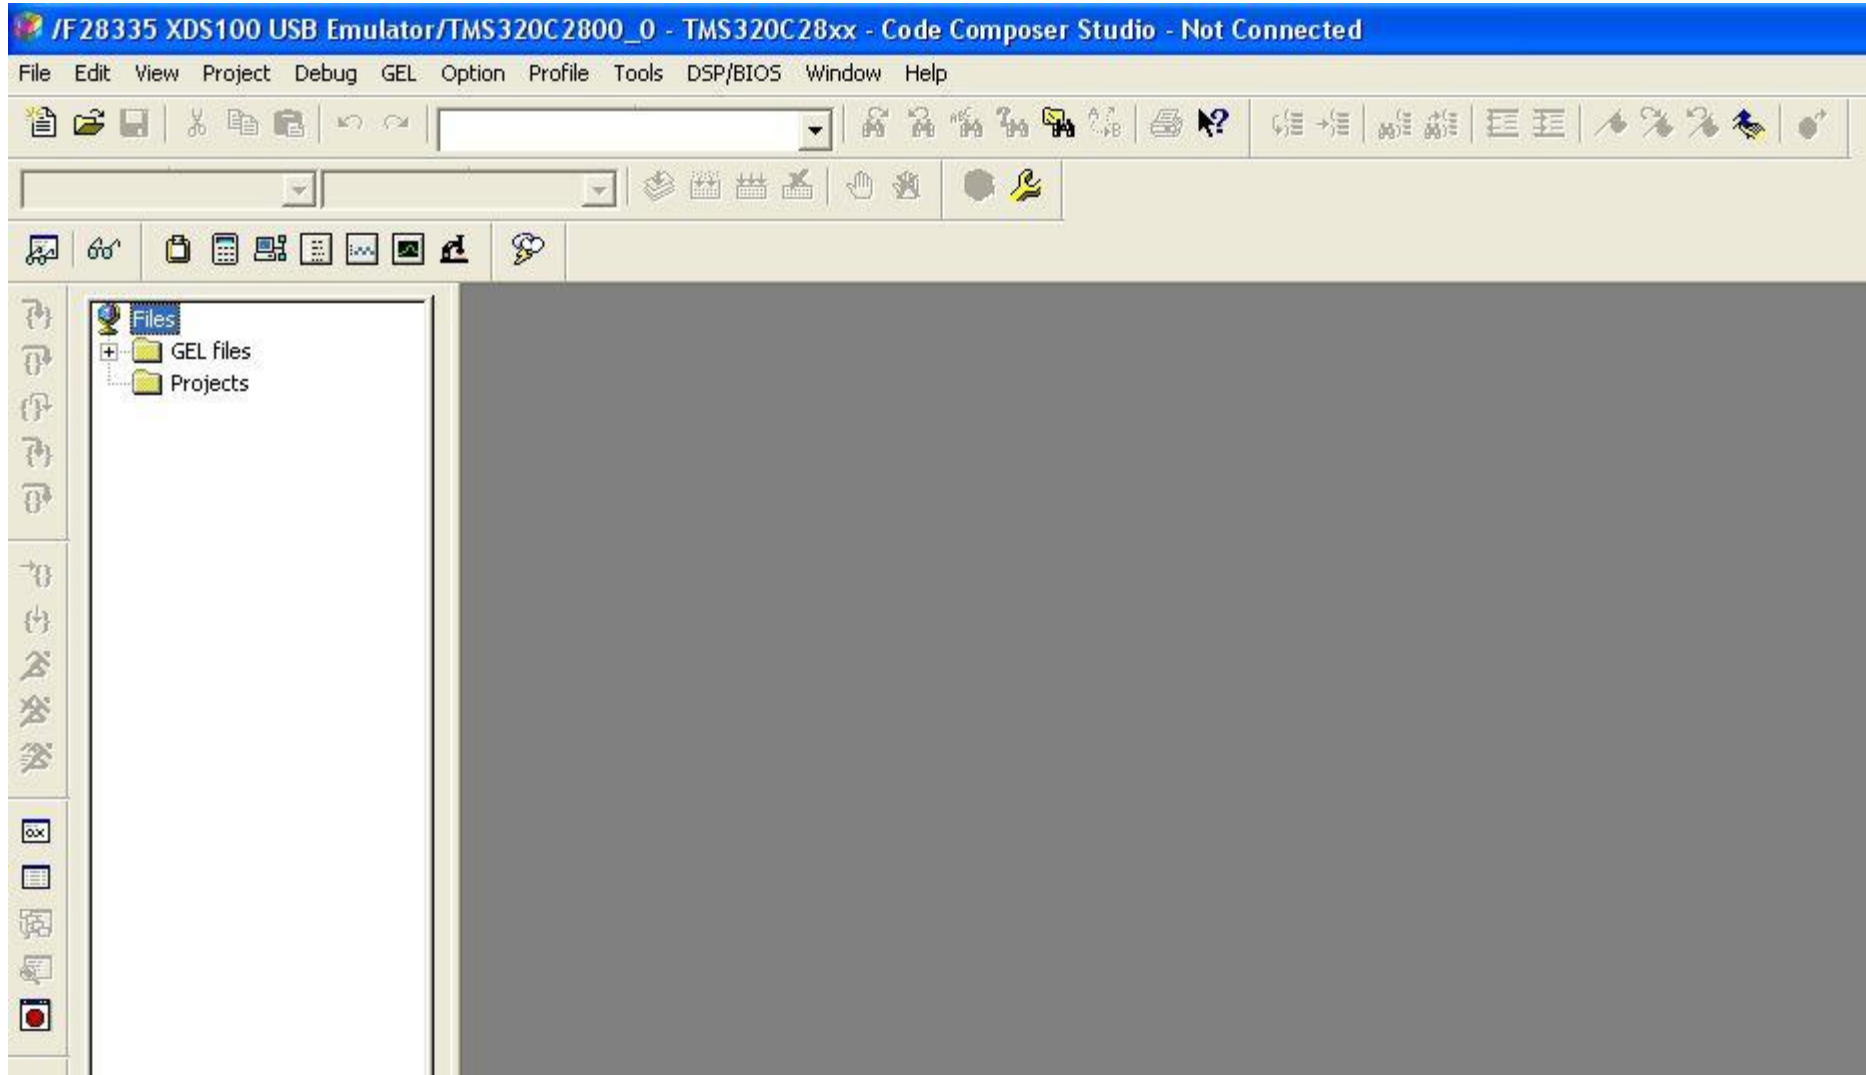 /F28335 XDS100 USB Emulator/TMS320C2800_0 - TMS320C28xx - Code Composer Studio - Not Connected
File Edit View Project Debug GEL Option Profile Tools DSP/BIOS Window Help
Files
GEL files
Projects